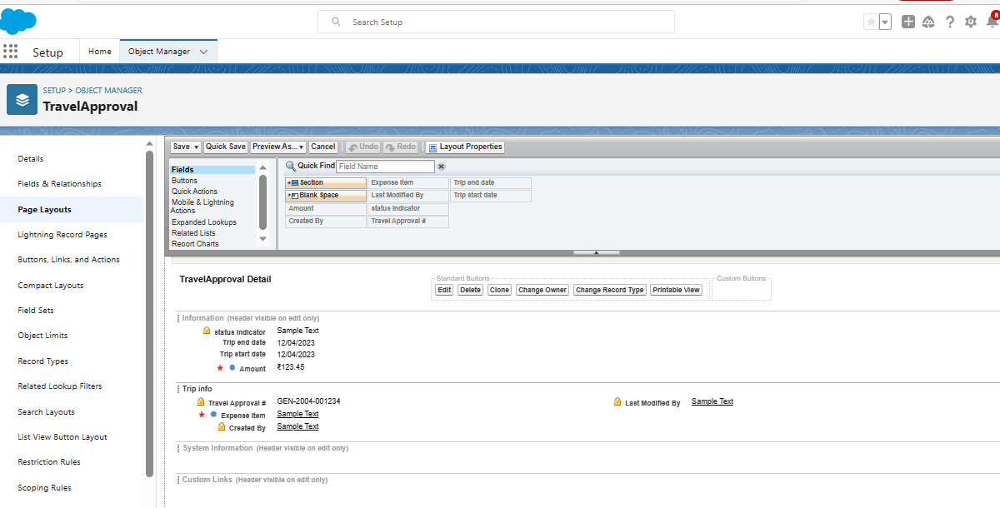 Search Setup
8
Setup
Home
Object Manager
SETUP > OBJECT MANAGER
TravelApproval
Details
Fields & Relationships
Page Layouts
Lightning Record Pages
Buttons, Links, and Actions
Compact Layouts
Field Sets
Object Limits
Record Types
Related Lookup Filters
Search Layouts
List View Button Layout
Restriction Rules
Scoping Rules
Save Quick Save Preview As... Cancel Undo Redo Layout Properties
Fields
Buttons
Quick Actions
Mobile & Lightning
Actions
Expanded Lookups
Related Lists
Report Charts
Quick Find Field Name
Section Expense Item Trip end date
Blank Space Last Modified By Trip start date
Amount status indicator
Created By Travel Approval #
TravelApproval Detail
Standard Buttons
Edit Delete Clone Change Owner Change Record Type Printable View
Custom Buttons
Information (Header visible on edit only)
status indicator Sample Text
Trip end date 12/04/2023
Trip start date 12/04/2023
* Amount ₹123.45
Trip info
Travel Approval # GEN-2004-001234 Last Modified By Sample Text
* Expense Item Sample Text
Created By Sample Text
System Information (Header visible on edit only)
Custom Links (Header visible on edit only)